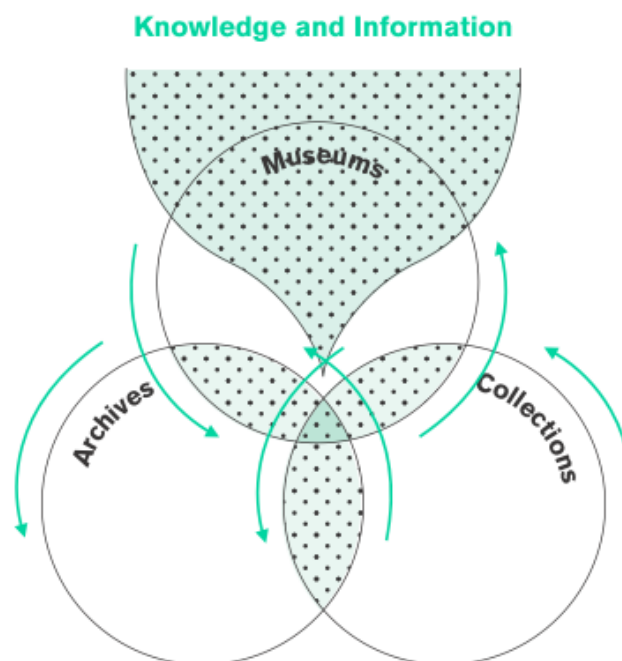 Knowledge and Information
Museums
Archives
Collections